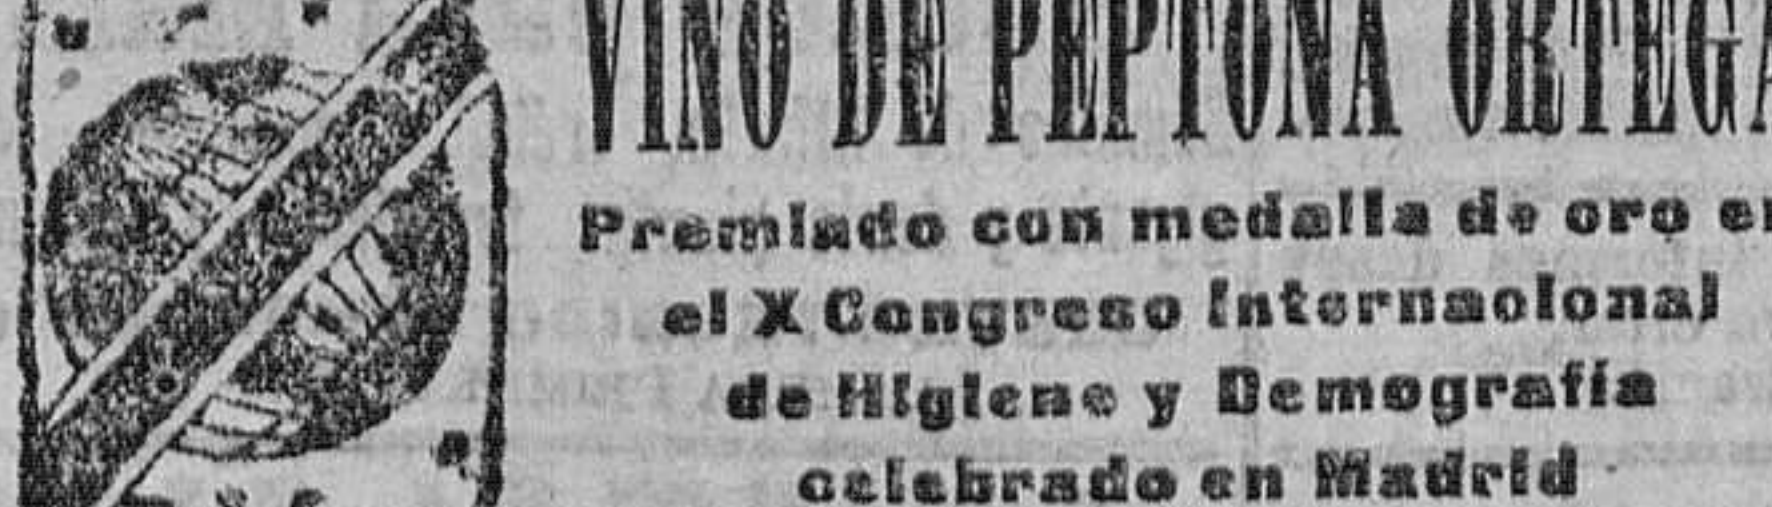 VINO DE PEPTONA ORTEGA
Premiado con medalla de oro en
el X Congreso Internacional
de Higiene y Demografía
celebrado en Madrid